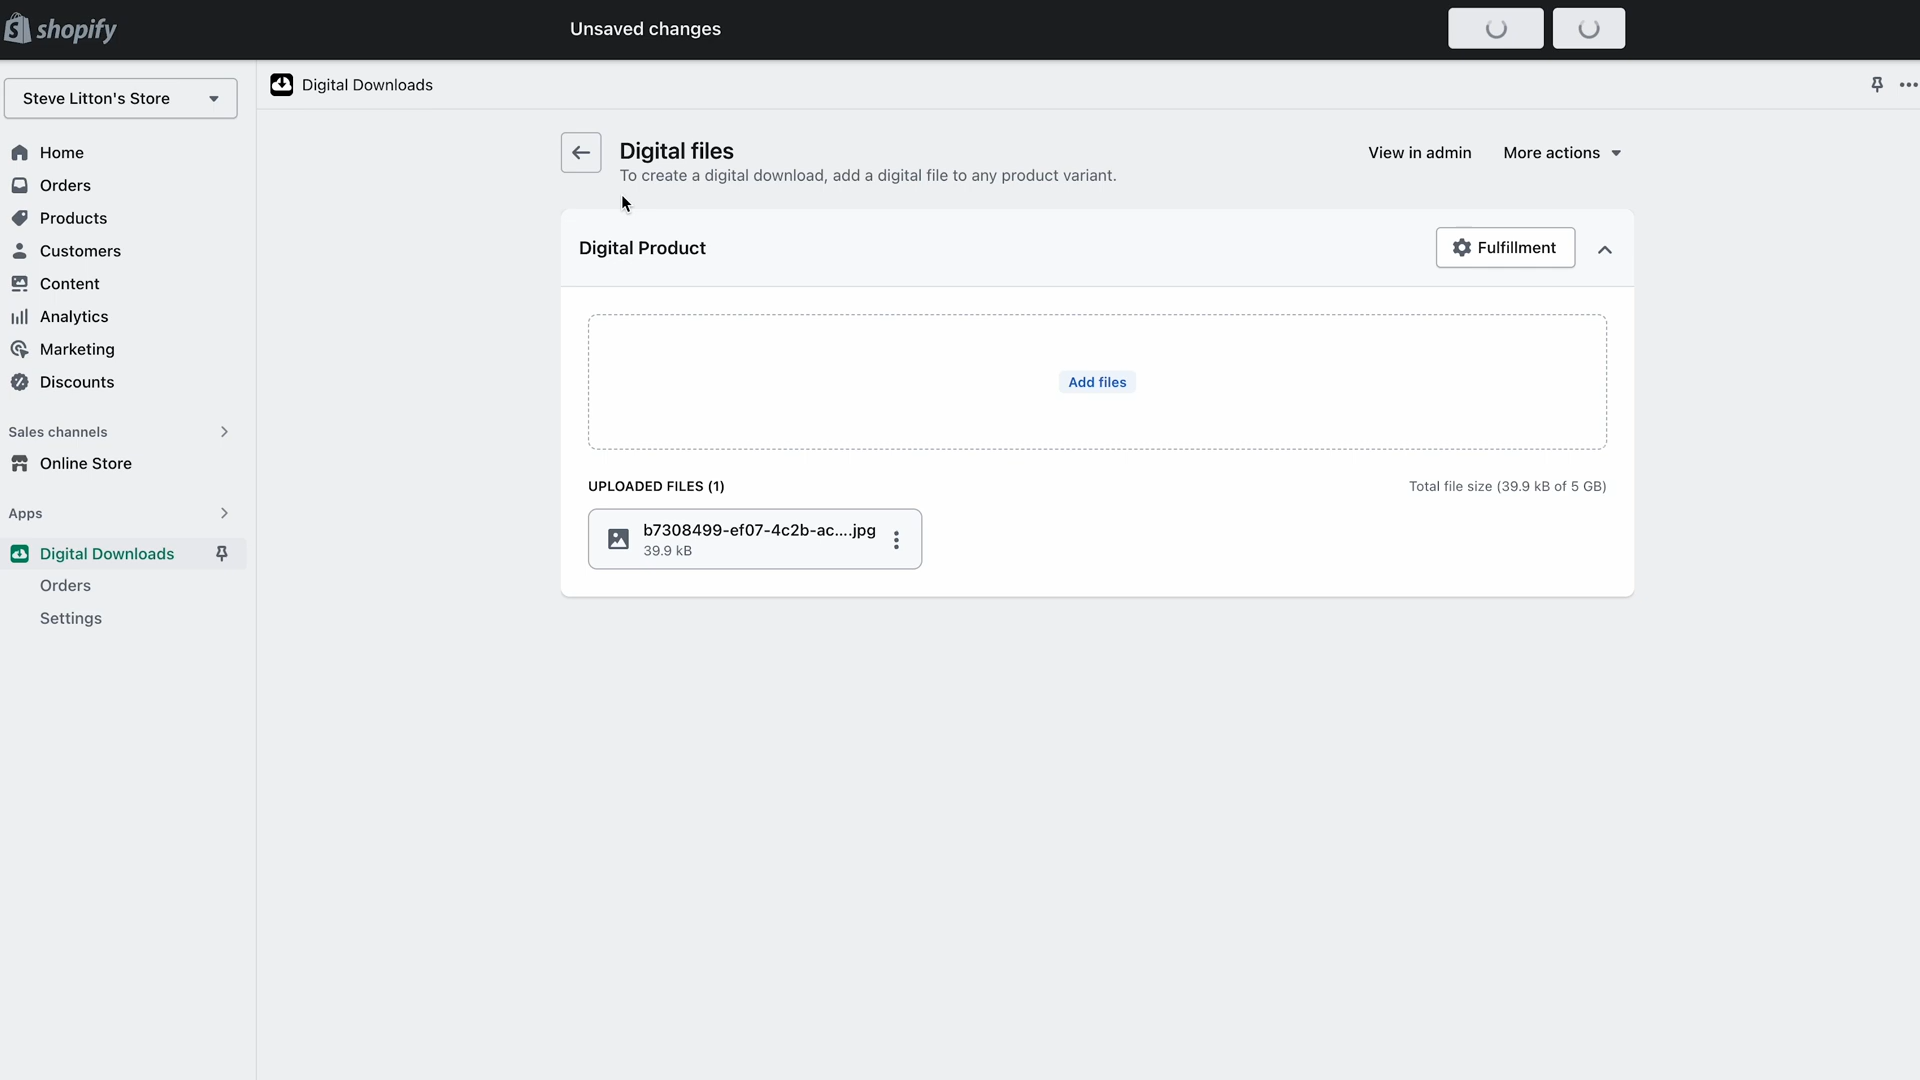 shopify
Unsaved changes
Steve Litton's Store
Digital Downloads
Home
Orders
Products
Customers
Content
Analytics
Marketing
Discounts
Sales channels
Online Store
Apps
Digital Downloads
Orders
Settings
Digital files
To create a digital download, add a digital file to any product variant.
View in admin
More actions
Digital Product
Fulfillment
Add files
UPLOADED FILES (1)
Total file size (39.9 kB of 5 GB)
b7308499-ef07-4c2b-ac....jpg
39.9 kB